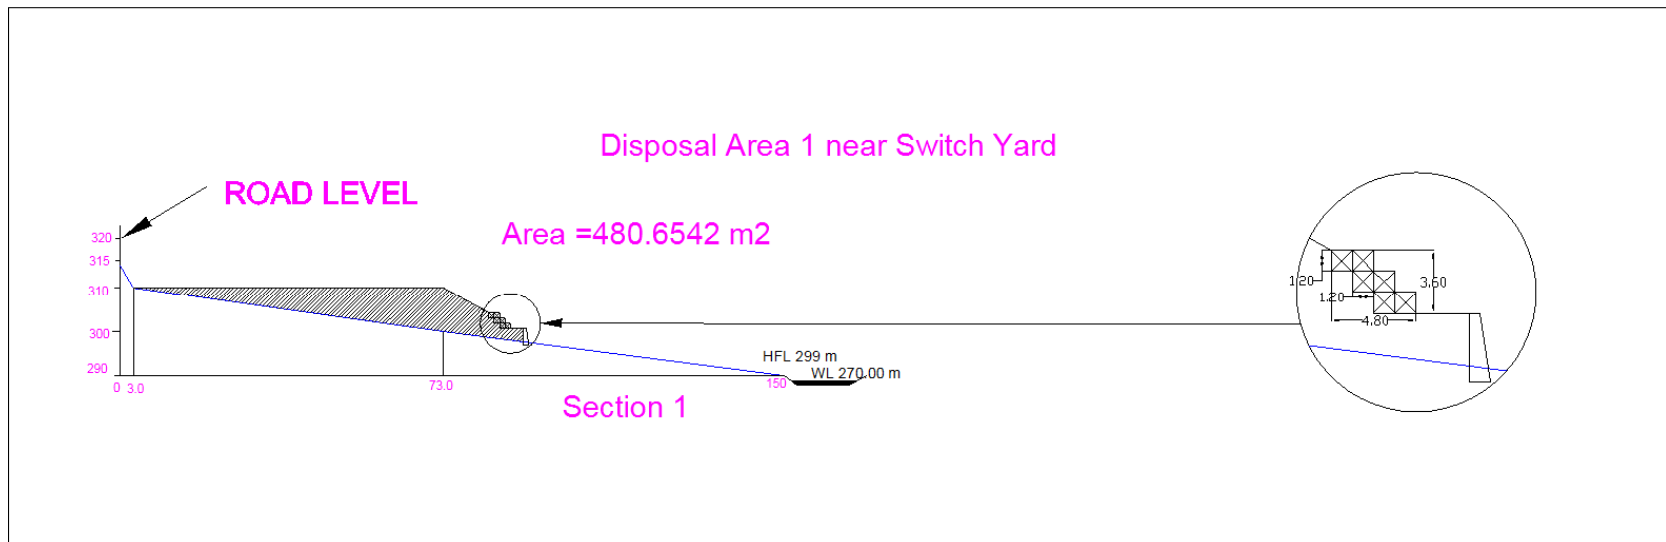 Disposal Area 1 near Switch Yard
ROAD LEVEL
Area =480.6542 m2
320
315
310
300
290
0
3.0
73.0
150
HFL 299 m
WL 270.00 m
Section 1
1.20
1.20
3.60
4.80